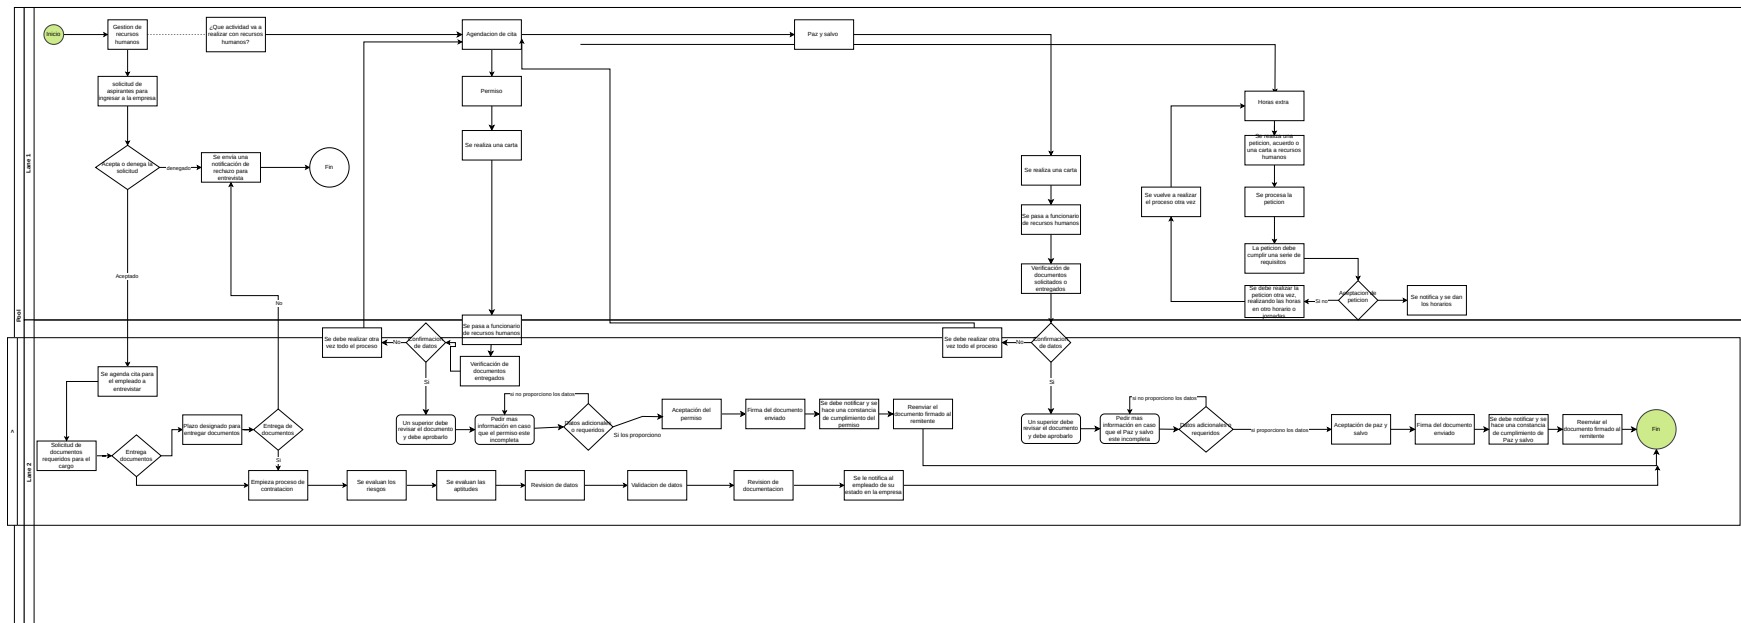 Inicio
Gestion de
recursos
humanos
¿Que actividad va a
realizar con recursos
humanos?
Agendacion de cita
Paz y salvo
solicitud de
aspirantes para
ingresar a la empresa
Permiso
Horas extra
Se realiza una carta
Se realiza una
peticion, acuerdo o
una carta a recursos
humanos
Lane 1
Acepta o denega la
solicitud
denegado
Se envía una
notificación de
rechazo para
entrevista
Fin
Se realiza una carta
Se vuelve a realizar
el proceso otra vez
Se procesa la
peticion
Se pasa a funcionario
de recursos humanos
La peticion debe
cumplir una serie de
requisitos
Aceptado
Verificación de
documentos
solicitados o
entregados
No
Se debe realizar la
peticion otra vez,
realizando las horas
en otro horario o
jornadas
Si no
Aceptacion de
peticion
Se notifica y se dan
los horarios
Pool
Se pasa a funcionario
de recursos humanos
Se debe realizar otra
vez todo el proceso
No
Confirmacion
de datos
Se debe realizar otra
vez todo el proceso
No
Confirmacion
de datos
Verificación de
documentos
entregados
Se agenda cita para
el empleado a
entrevistar
Si
Si
si no proporciono los datos
si no proporciono los datos
A
Lane 2
Solicitud de
documentos
requeridos para el
cargo
Entrega
documentos
Plazo designado para
entregar documentos
Entrega de
documentos
Un superior debe
revisar el documento
y debe aprobarlo
Pedir mas
información en caso
que el permiso este
incompleta
Datos adicionales
o requeridos
Si los proporciono
Aceptación del
permiso
Firma del documento
enviado
Se debe notificar y se
hace una constancia
de cumplimiento del
permiso
Reenviar el
documento firmado al
remitente
Un superior debe
revisar el documento
y debe aprobarlo
Pedir mas
información en caso
que el Paz y salvo
este incompleta
Datos adicionales o
requeridos
si proporciono los datos
Aceptación de paz y
salvo
Firma del documento
enviado
Se debe notificar y se
hace una constancia
de cumplimiento de
Paz y salvo
Reenviar el
documento firmado al
remitente
Fin
Si
Empieza proceso de
contratacion
Se evaluan los
riesgos
Se evaluan las
aptitudes
Revision de datos
Validacion de datos
Revision de
documentacion
Se le notifica al
empleado de su
estado en la empresa